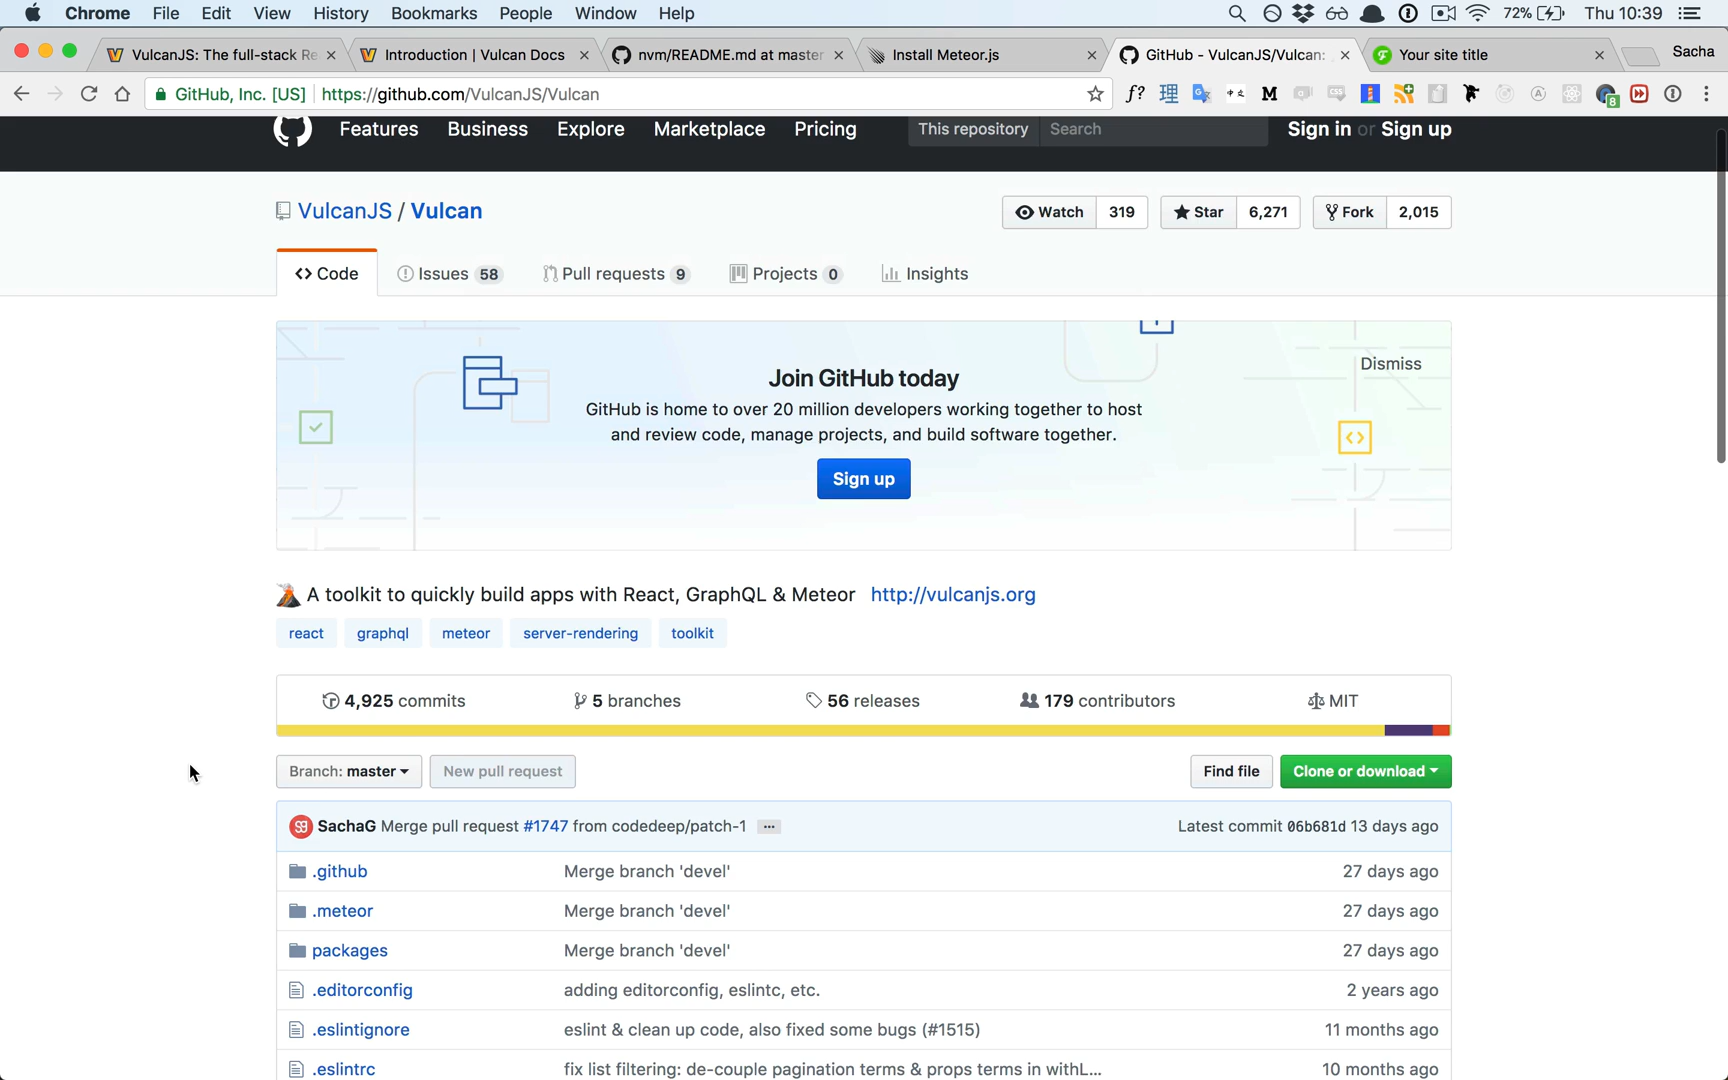 Chrome File Edit View History Bookmarks People Window Help 72% Thu 10:39
VulcanJS: The full-stack Re Introduction | Vulcan Docs nvm/README.md at master Install Meteor.js GitHub - VulcanJS/Vulcan: Your site title Sacha
GitHub, Inc. [US] https://github.com/VulcanJS/Vulcan
Features Business Explore Marketplace Pricing This repository Search Sign in or Sign up
VulcanJS / Vulcan Watch 319 Star 6,271 Fork 2,015
Code Issues 58 Pull requests 9 Projects 0 Insights
Dismiss
Join GitHub today
GitHub is home to over 20 million developers working together to host
and review code, manage projects, and build software together.
Sign up
A toolkit to quickly build apps with React, GraphQL & Meteor http://vulcanjs.org
react graphql meteor server-rendering toolkit
4,925 commits 5 branches 56 releases 179 contributors MIT
Branch: master New pull request Find file Clone or download
SachaG Merge pull request #1747 from codedeep/patch-1 ... Latest commit 06b681d 13 days ago
.github Merge branch 'devel' 27 days ago
.meteor Merge branch 'devel' 27 days ago
packages Merge branch 'devel' 27 days ago
.editorconfig adding editorconfig, eslintc, etc. 2 years ago
.eslintignore eslint & clean up code, also fixed some bugs (#1515) 11 months ago
.eslintrc fix list filtering: de-couple pagination terms & props terms in withL... 10 months ago